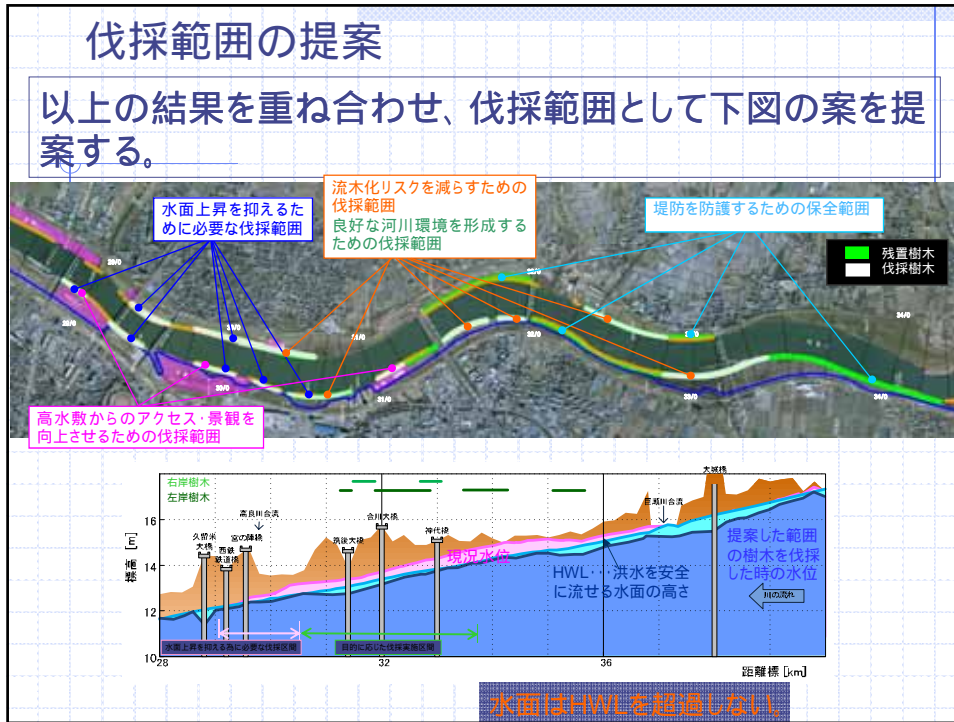 伐採範囲の提案
以上の結果を重ね合わせ、伐採範囲として下図の案を提
案する。
水面上昇を抑えるた
めに必要な伐採範囲
流木化リスクを減らすための
伐採範囲
良好な河川環境を形成する
ための伐採範囲
堤防を防護するための保全範囲
残置樹木
伐採樹木
高水敷からのアクセス・景観を
向上させるための伐採範囲
右岸樹木
左岸樹木
標高 [m]
16
14
12
10
久留米
大橋
西鉄
鉄道橋
宮の陣橋
高良川合流
筑後大橋
合川大橋
神代橋
巨瀬川合流
大城橋
現況水位
HWL・・・洪水を安全
に流せる水面の高さ
提案した範囲
の樹木を伐採
した時の水位
川の流れ
水面上昇を抑える為に必要な伐採区間
目的に応じた伐採実施区間
28
32
36
距離標 [km]
水面はHWLを超過しない。